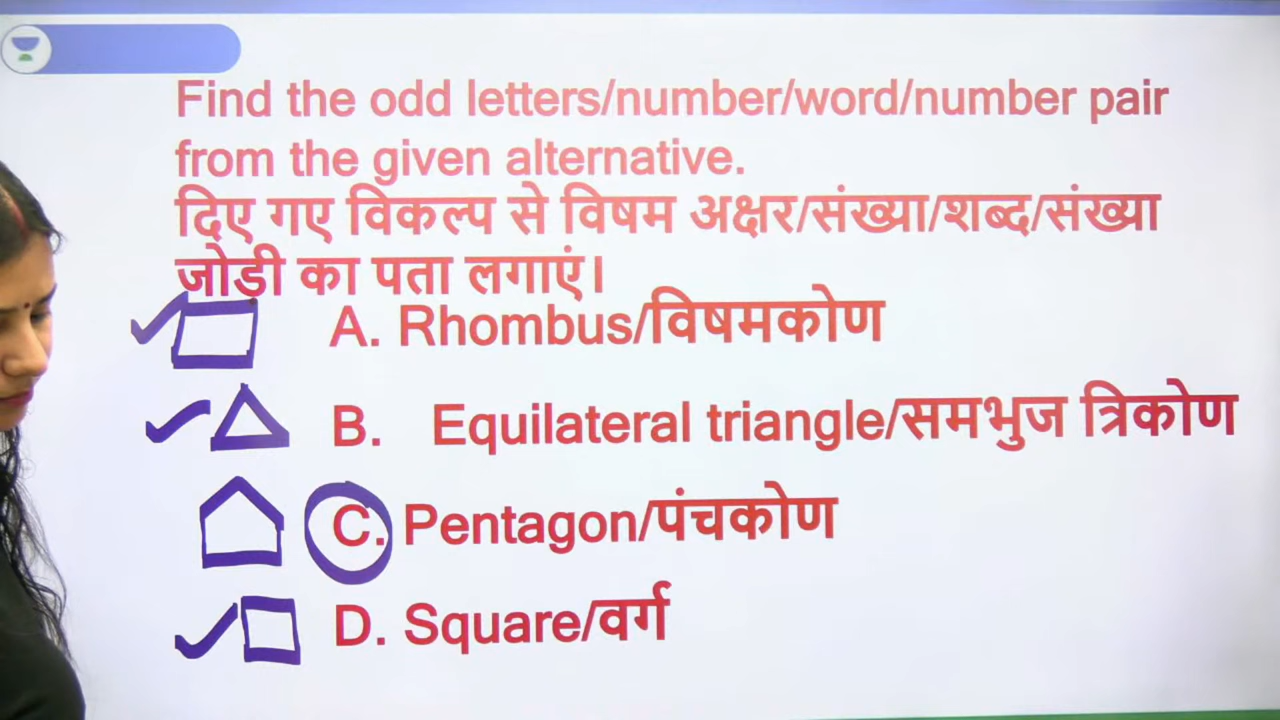 Find the odd letters/number/word/number pair
from the given alternative.
दिए गए विकल्प से विषम अक्षर/संख्या/शब्द/संख्या
जोड़ी का पता लगाएं।
A. Rhombus/विषमकोण
B. Equilateral triangle/समभुज त्रिकोण
C. Pentagon/पंचकोण
D. Square/वर्ग